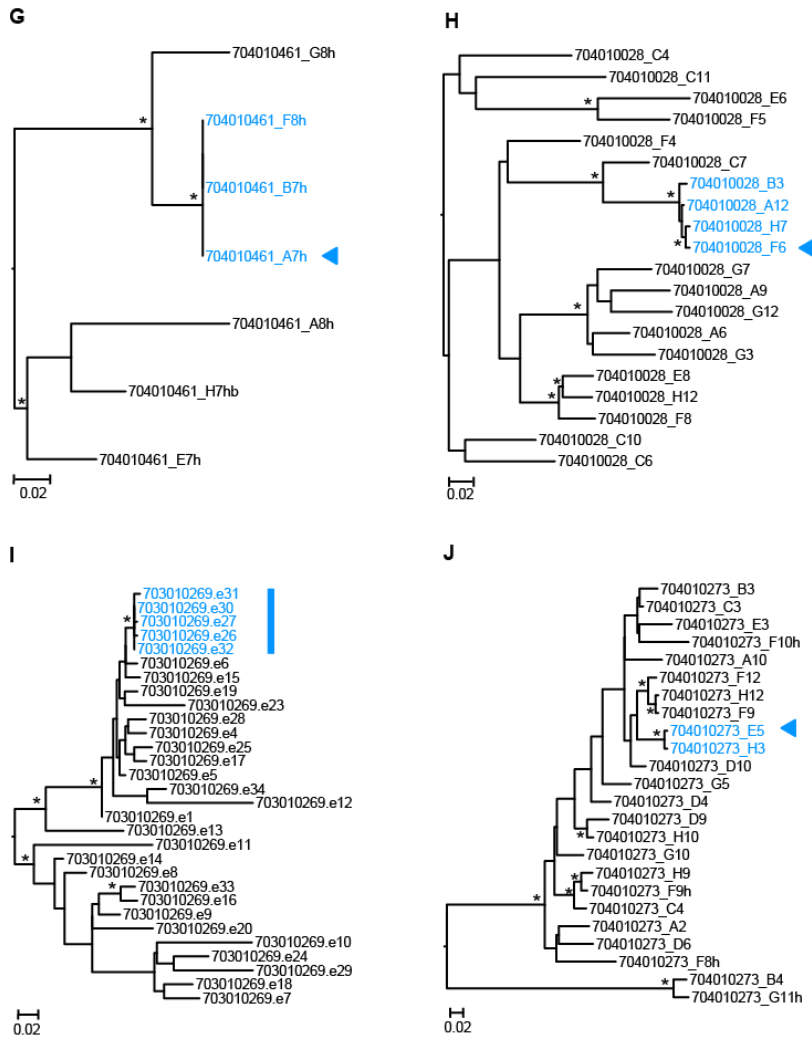 G
704010461_G8h
704010461_F8h
704010461_B7h
*
*
704010461_A7h
704010461_A8h
704010461_H7hb
*
704010461_E7h
0.02
H
704010028_C4
704010028_C11
704010028_E6
*
704010028_F5
704010028_F4
704010028_C7
*
704010028_B3
*
704010028_A12
704010028_H7
*
704010028_F6
704010028_G7
704010028_A9
*
704010028_G12
704010028_A6
704010028_G3
704010028_E8
*
704010028_H12
*
704010028_F8
704010028_C10
704010028_C6
0.02
I
703010269.e31
703010269.e30
*
703010269.e27
703010269.e26
703010269.e32
703010269.e6
703010269.e15
703010269.e19
703010269.e23
703010269.e28
703010269.e4
703010269.e25
703010269.e17
703010269.e5
*
703010269.e34
*
703010269.e12
703010269.e1
703010269.e13
703010269.e11
*
703010269.e14
703010269.e8
*
703010269.e33
703010269.e16
703010269.e9
703010269.e20
703010269.e10
703010269.e24
703010269.e29
703010269.e18
703010269.e7
0.02
J
704010273_B3
704010273_C3
704010273_E3
704010273_F10h
704010273_A10
704010273_F12
*
704010273_H12
*
704010273_F9
704010273_E5
*
704010273_H3
704010273_D10
704010273_G5
704010273_D4
704010273_D9
*
704010273_H10
704010273_G10
704010273_H9
*
*
704010273_F9h
*
704010273_C4
704010273_A2
704010273_D6
704010273_F8h
704010273_B4
*
704010273_G11h
0.02